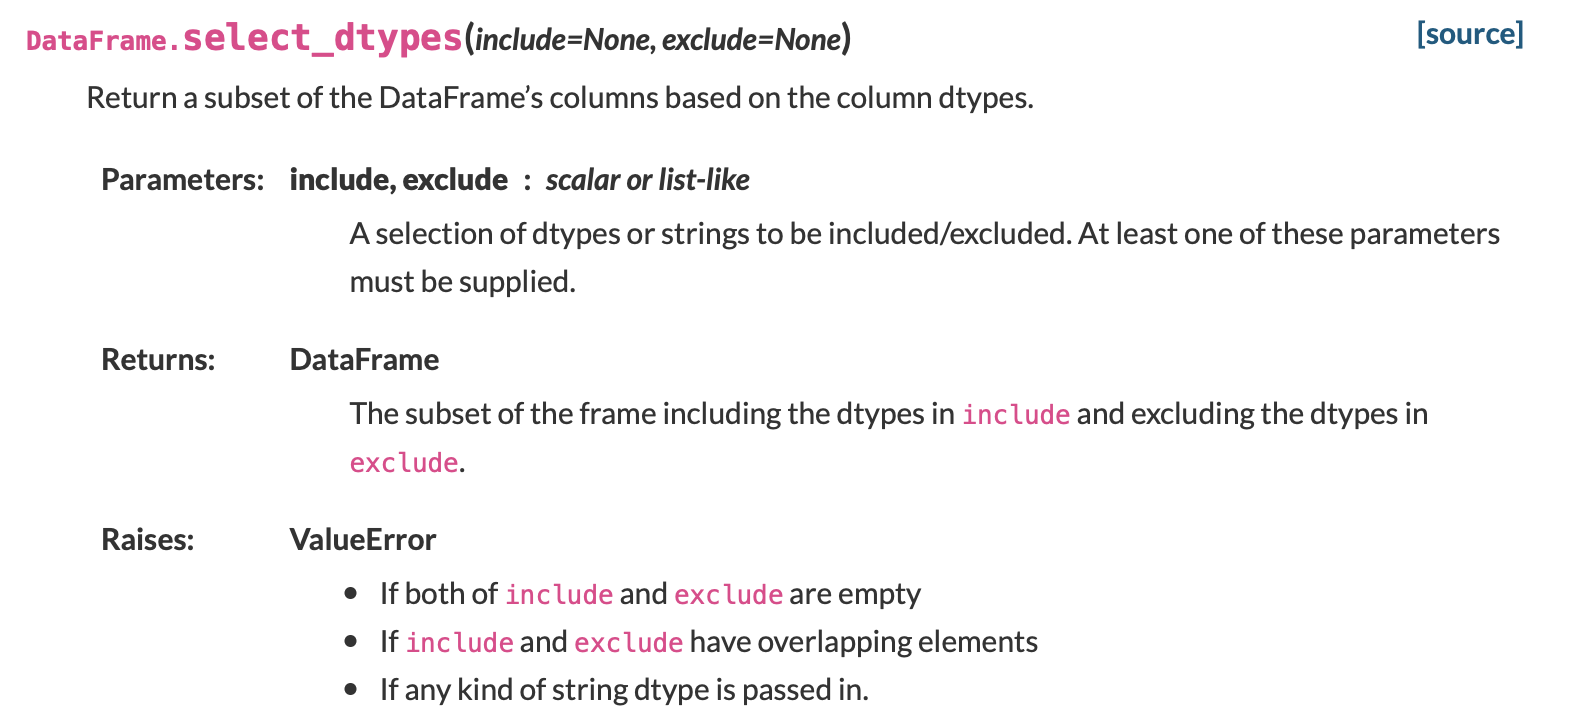 DataFrame.select_dtypes(include=None, exclude=None) [source]
Return a subset of the DataFrame’s columns based on the column dtypes.
Parameters: include, exclude : scalar or list-like
A selection of dtypes or strings to be included/excluded. At least one of these parameters
must be supplied.
Returns: DataFrame
The subset of the frame including the dtypes in include and excluding the dtypes in
exclude.
Raises: ValueError
• If both of include and exclude are empty
• If include and exclude have overlapping elements
• If any kind of string dtype is passed in.